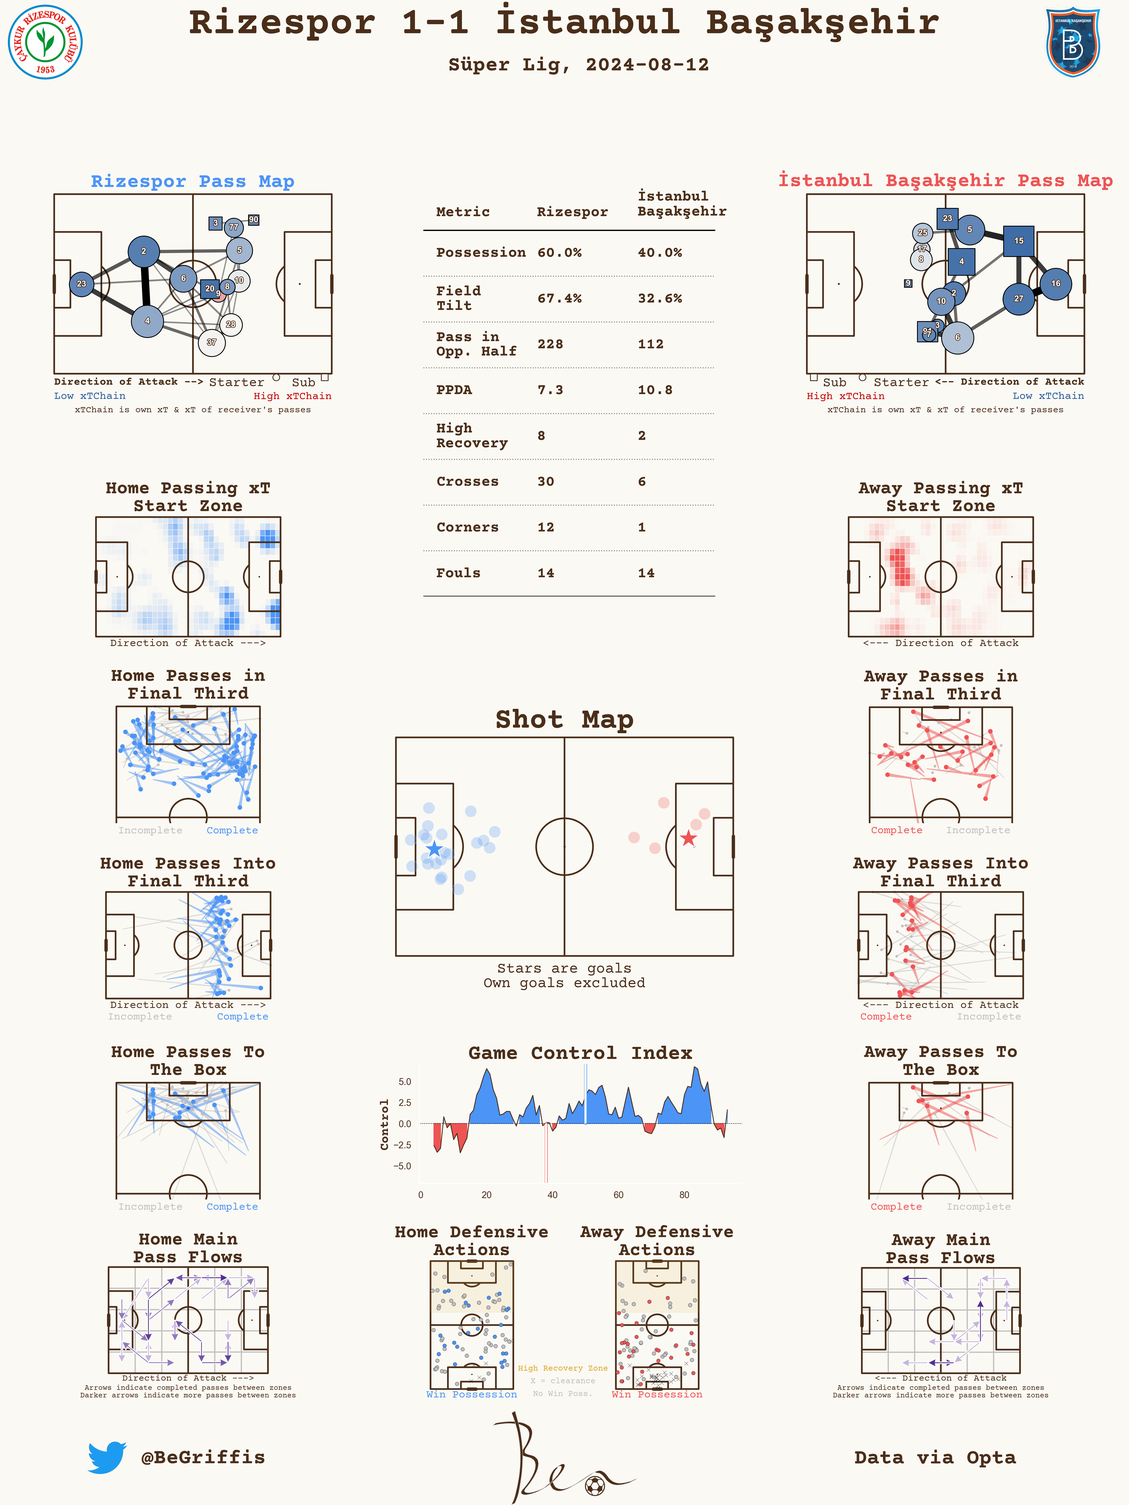 Rizespor 1-1 İstanbul Başakşehir
Süper Lig, 2024-08-12
ÇAYKUR RİZESPOR KULÜBÜ
1953
İSTANBUL BAŞAKŞEHİR
Rizespor Pass Map
23
2
4
6
3
77
90
5
10
20
9
8
28
37
Direction of Attack --> Starter Sub
Low xTChain High xTChain
xTChain is own xT & xT of receiver's passes
Metric Rizespor İstanbul
Başakşehir
Possession 60.0% 40.0%
Field
Tilt 67.4% 32.6%
Pass in
Opp. Half 228 112
PPDA 7.3 10.8
High
Recovery 8 2
Crosses 30 6
Corners 12 1
Fouls 14 14
İstanbul Başakşehir Pass Map
23
5
25
15
8
4
9
2
10
27
16
3
7
6
Sub Starter <-- Direction of Attack
High xTChain Low xTChain
xTChain is own xT & xT of receiver's passes
Home Passing xT
Start Zone
Direction of Attack --->
Away Passing xT
Start Zone
<--- Direction of Attack
Home Passes in
Final Third
Incomplete Complete
Away Passes in
Final Third
Complete Incomplete
Shot Map
Stars are goals
Own goals excluded
Home Passes Into
Final Third
Direction of Attack --->
Incomplete Complete
Away Passes Into
Final Third
<--- Direction of Attack
Complete Incomplete
Home Passes To
The Box
Incomplete Complete
Game Control Index
Control
5.0
2.5
0.0
−2.5
−5.0
0 20 40 60 80
Away Passes To
The Box
Complete Incomplete
Home Main
Pass Flows
Direction of Attack --->
Arrows indicate completed passes between zones
Darker arrows indicate more passes between zones
Home Defensive
Actions
Win Possession
Away Defensive
Actions
Win Possession
High Recovery Zone
X = clearance
No Win Poss.
Away Main
Pass Flows
<--- Direction of Attack
Arrows indicate completed passes between zones
Darker arrows indicate more passes between zones
@BeGriffis
Data via Opta